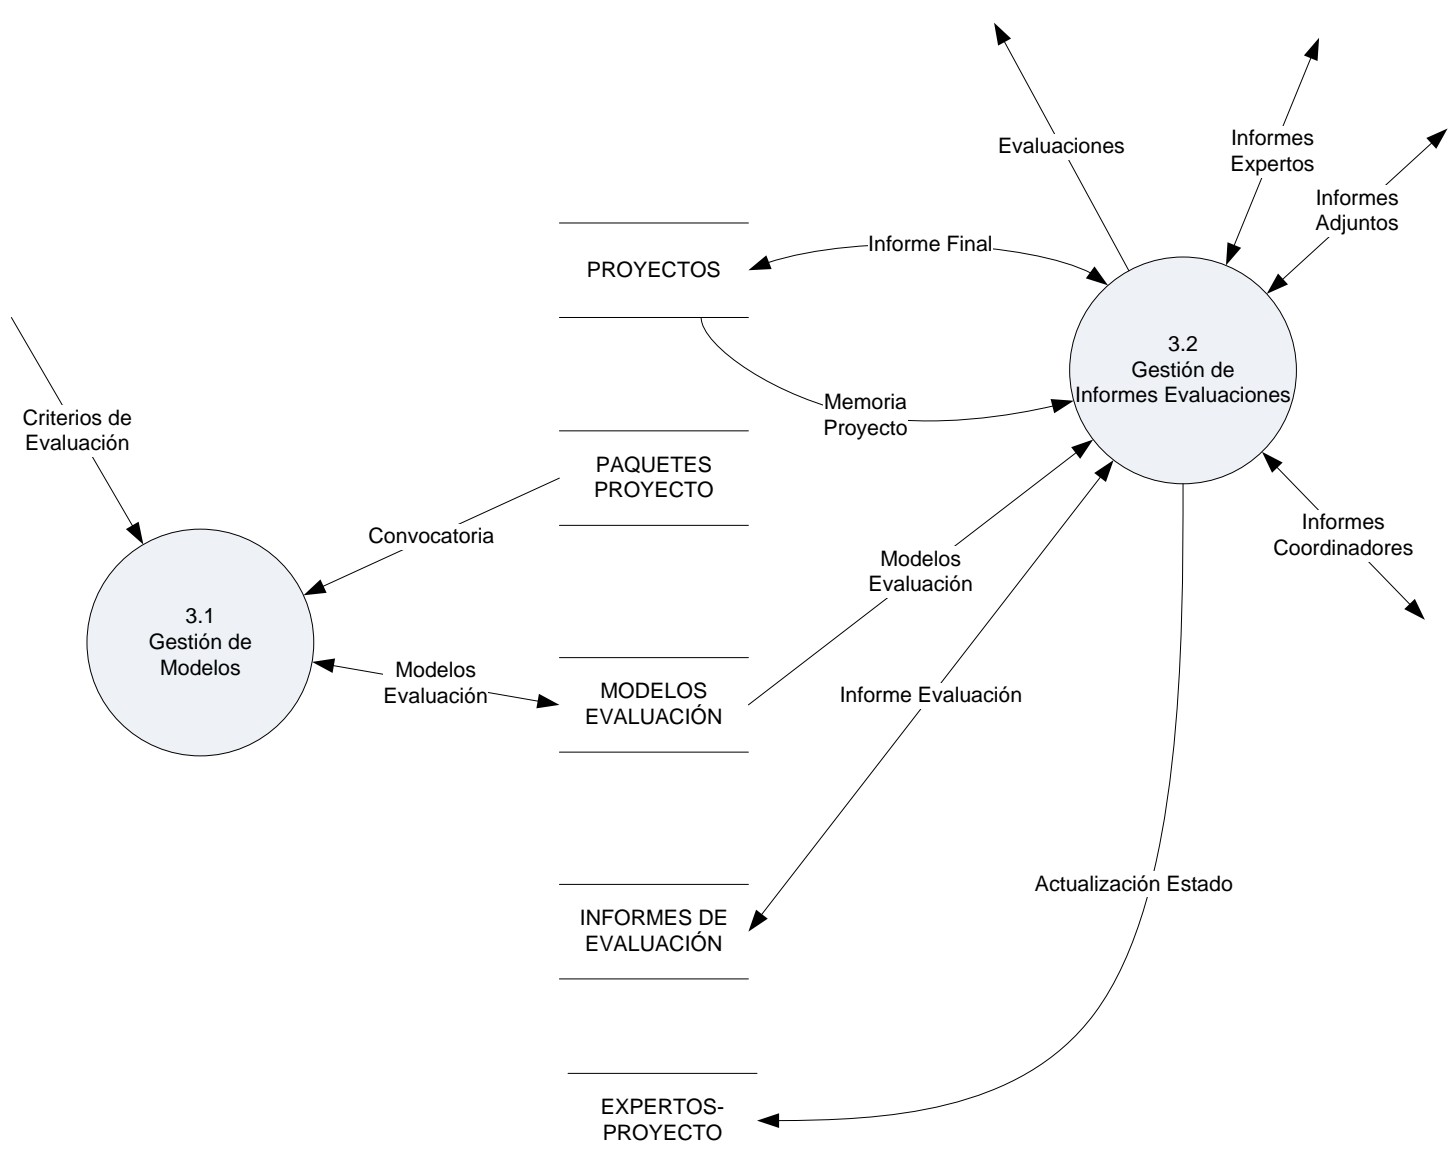 Evaluaciones
Informes
Expertos
Informes
Adjuntos
Informe Final
PROYECTOS
3.2
Gestión de
Informes Evaluaciones
Memoria
Proyecto
Criterios de
Evaluación
PAQUETES
PROYECTO
Convocatoria
Informes
Coordinadores
Modelos
Evaluación
3.1
Gestión de
Modelos
Modelos
Evaluación
MODELOS
EVALUACIÓN
Informe Evaluación
Actualización Estado
INFORMES DE
EVALUACIÓN
EXPERTOS-
PROYECTO